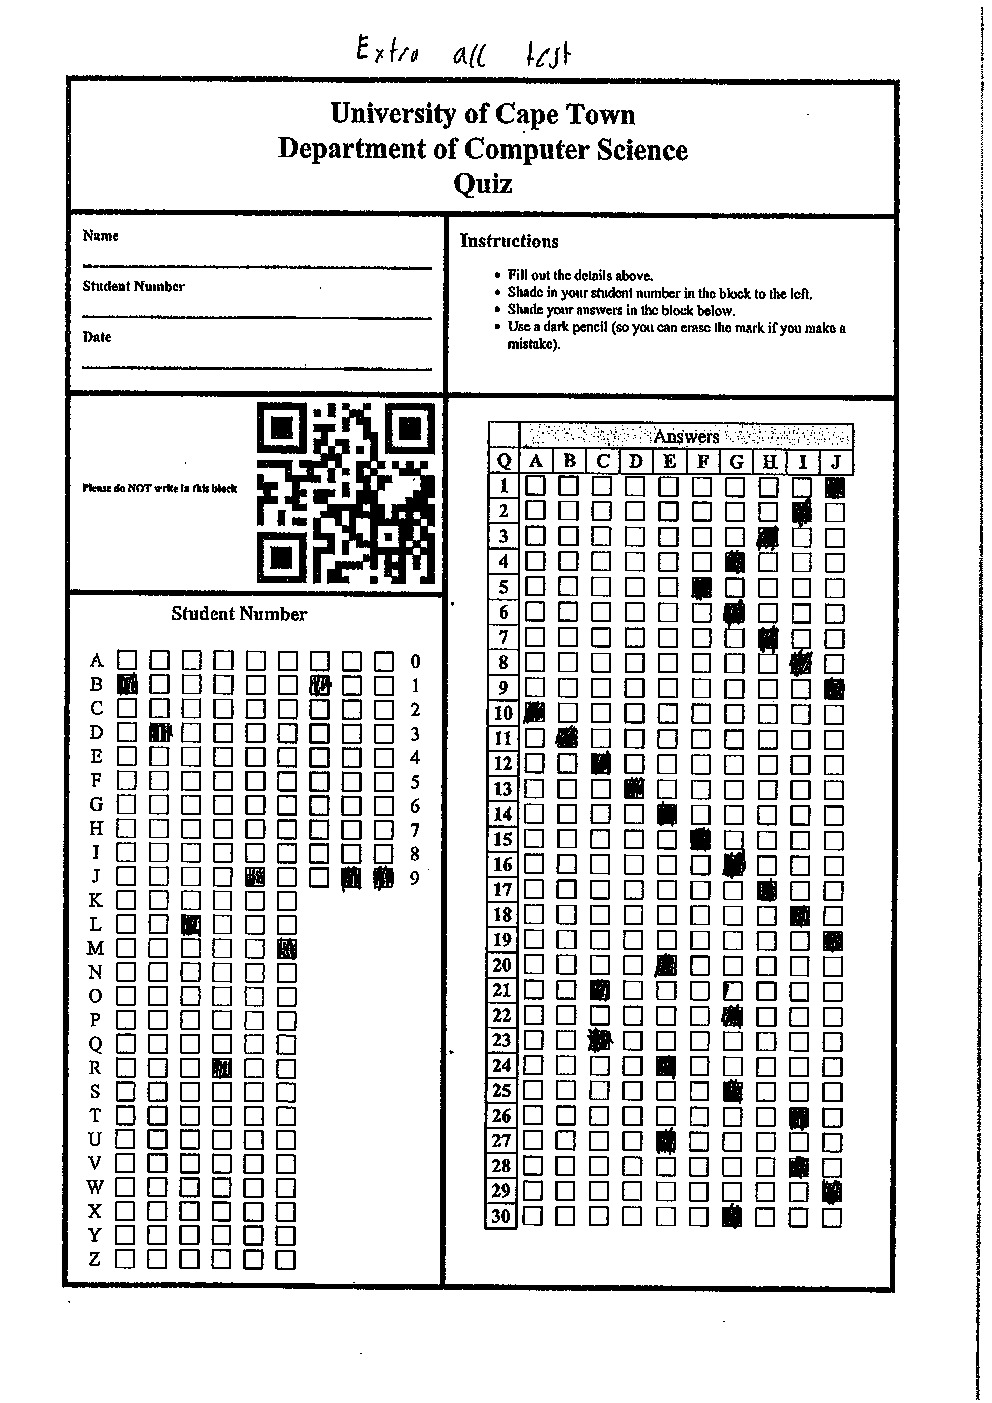 Extra all test
University of Cape Town
Department of Computer Science
Quiz
Name
Student Number
Date
Instructions
• Fill out the details above.
• Shade in your student number in the block to the left.
• Shade your answers in the block below.
• Use a dark pencil (so you can erase the mark if you make a
mistake).
Please do NOT write in this block
Student Number
A 0
B 1
C 2
D 3
E 4
F 5
G 6
H 7
I 8
J 9
K
L
M
N
O
P
Q
R
S
T
U
V
W
X
Y
Z
Answers
Q A B C D E F G H I J
1
2
3
4
5
6
7
8
9
10
11
12
13
14
15
16
17
18
19
20
21
22
23
24
25
26
27
28
29
30